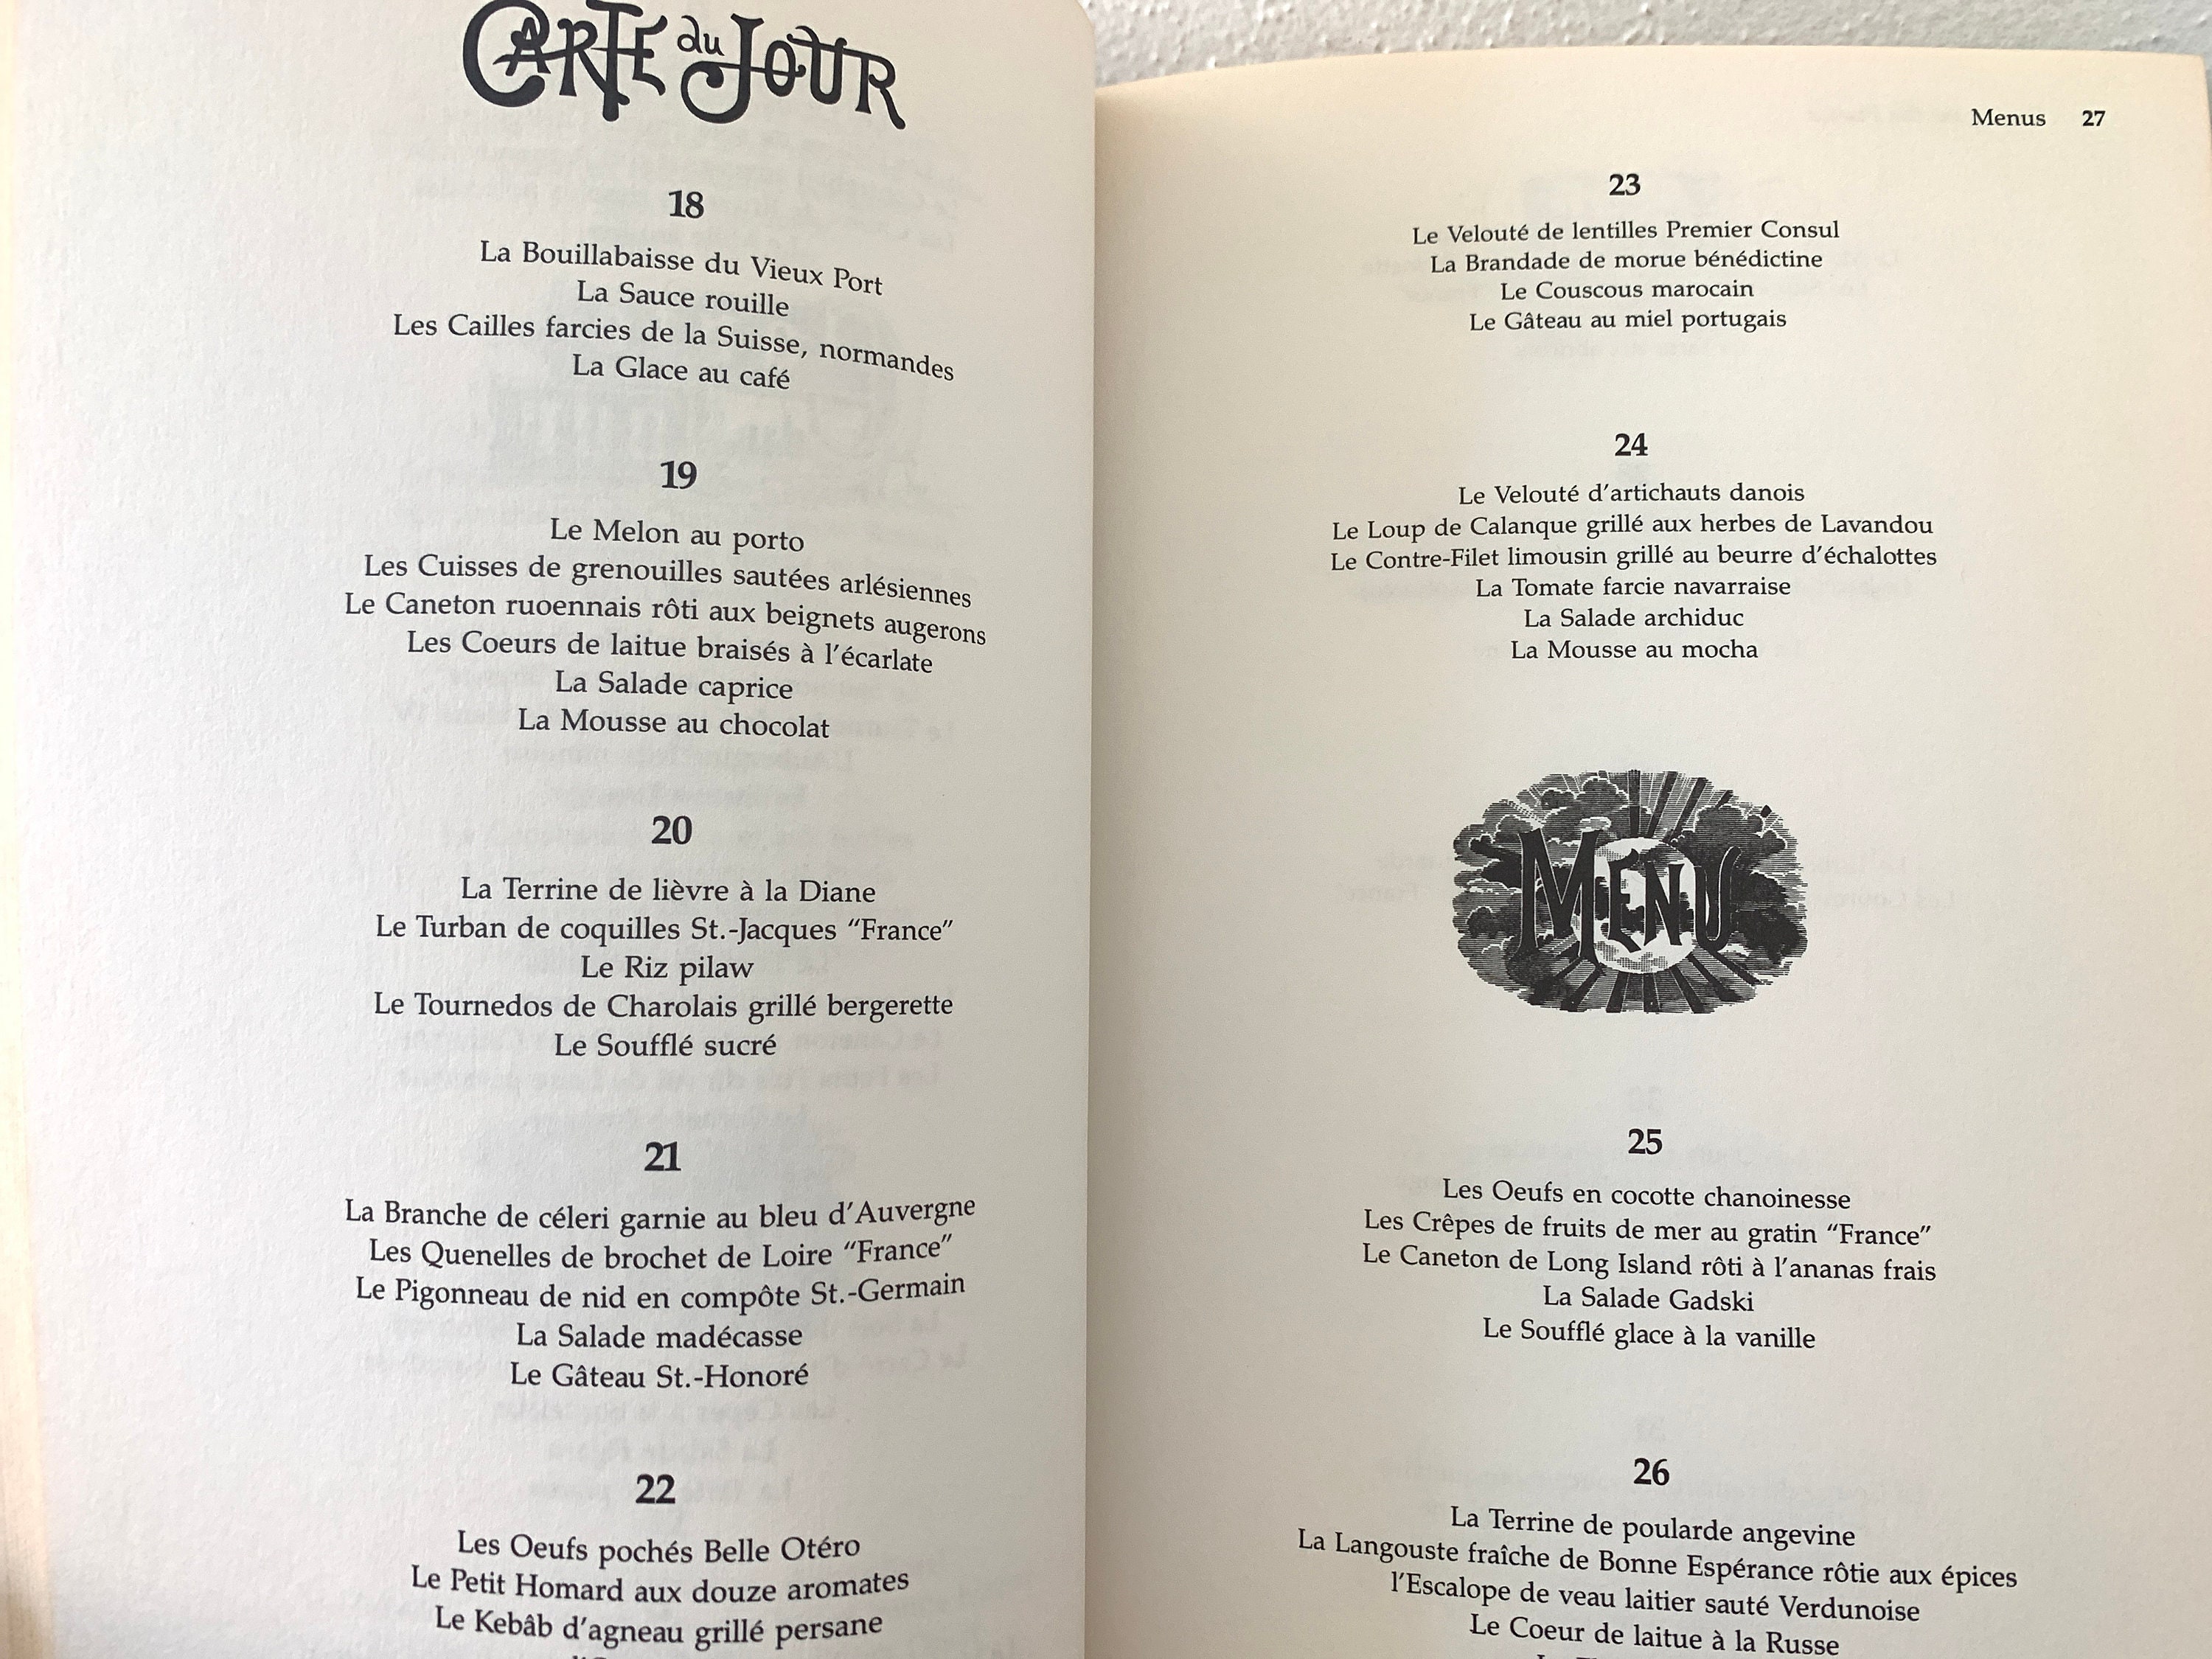 CARTE du JOUR
18
La Bouillabaisse du Vieux Port
La Sauce rouille
Les Cailles farcies de la Suisse, normandes
La Glace au café
19
Le Melon au porto
Les Cuisses de grenouilles sautées arlésiennes
Le Caneton ruoennais rôti aux beignets augerons
Les Coeurs de laitue braisés à l'écarlate
La Salade caprice
La Mousse au chocolat
20
La Terrine de lièvre à la Diane
Le Turban de coquilles St.-Jacques “France”
Le Riz pilaw
Le Tournedos de Charolais grillé bergerette
Le Soufflé sucré
21
La Branche de céleri garnie au bleu d'Auvergne
Les Quenelles de brochet de Loire “France”
Le Pigonneau de nid en compôte St.-Germain
La Salade madécasse
Le Gâteau St.-Honoré
22
Les Oeufs pochés Belle Otéro
Le Petit Homard aux douze aromates
Le Kebâb d'agneau grillé persane
Menus 27
23
Le Velouté de lentilles Premier Consul
La Brandade de morue bénédictine
Le Couscous marocain
Le Gâteau au miel portugais
24
Le Velouté d'artichauts danois
Le Loup de Calanque grillé aux herbes de Lavandou
Le Contre-Filet limousin grillé au beurre d'échalottes
La Tomate farcie navarraise
La Salade archiduc
La Mousse au mocha
MENU
25
Les Oeufs en cocotte chanoinesse
Les Crêpes de fruits de mer au gratin “France”
Le Caneton de Long Island rôti à l'ananas frais
La Salade Gadski
Le Soufflé glace à la vanille
26
La Terrine de poularde angevine
La Langouste fraîche de Bonne Espérance rôtie aux épices
l'Escalope de veau laitier sauté Verdunoise
Le Coeur de laitue à la Russe